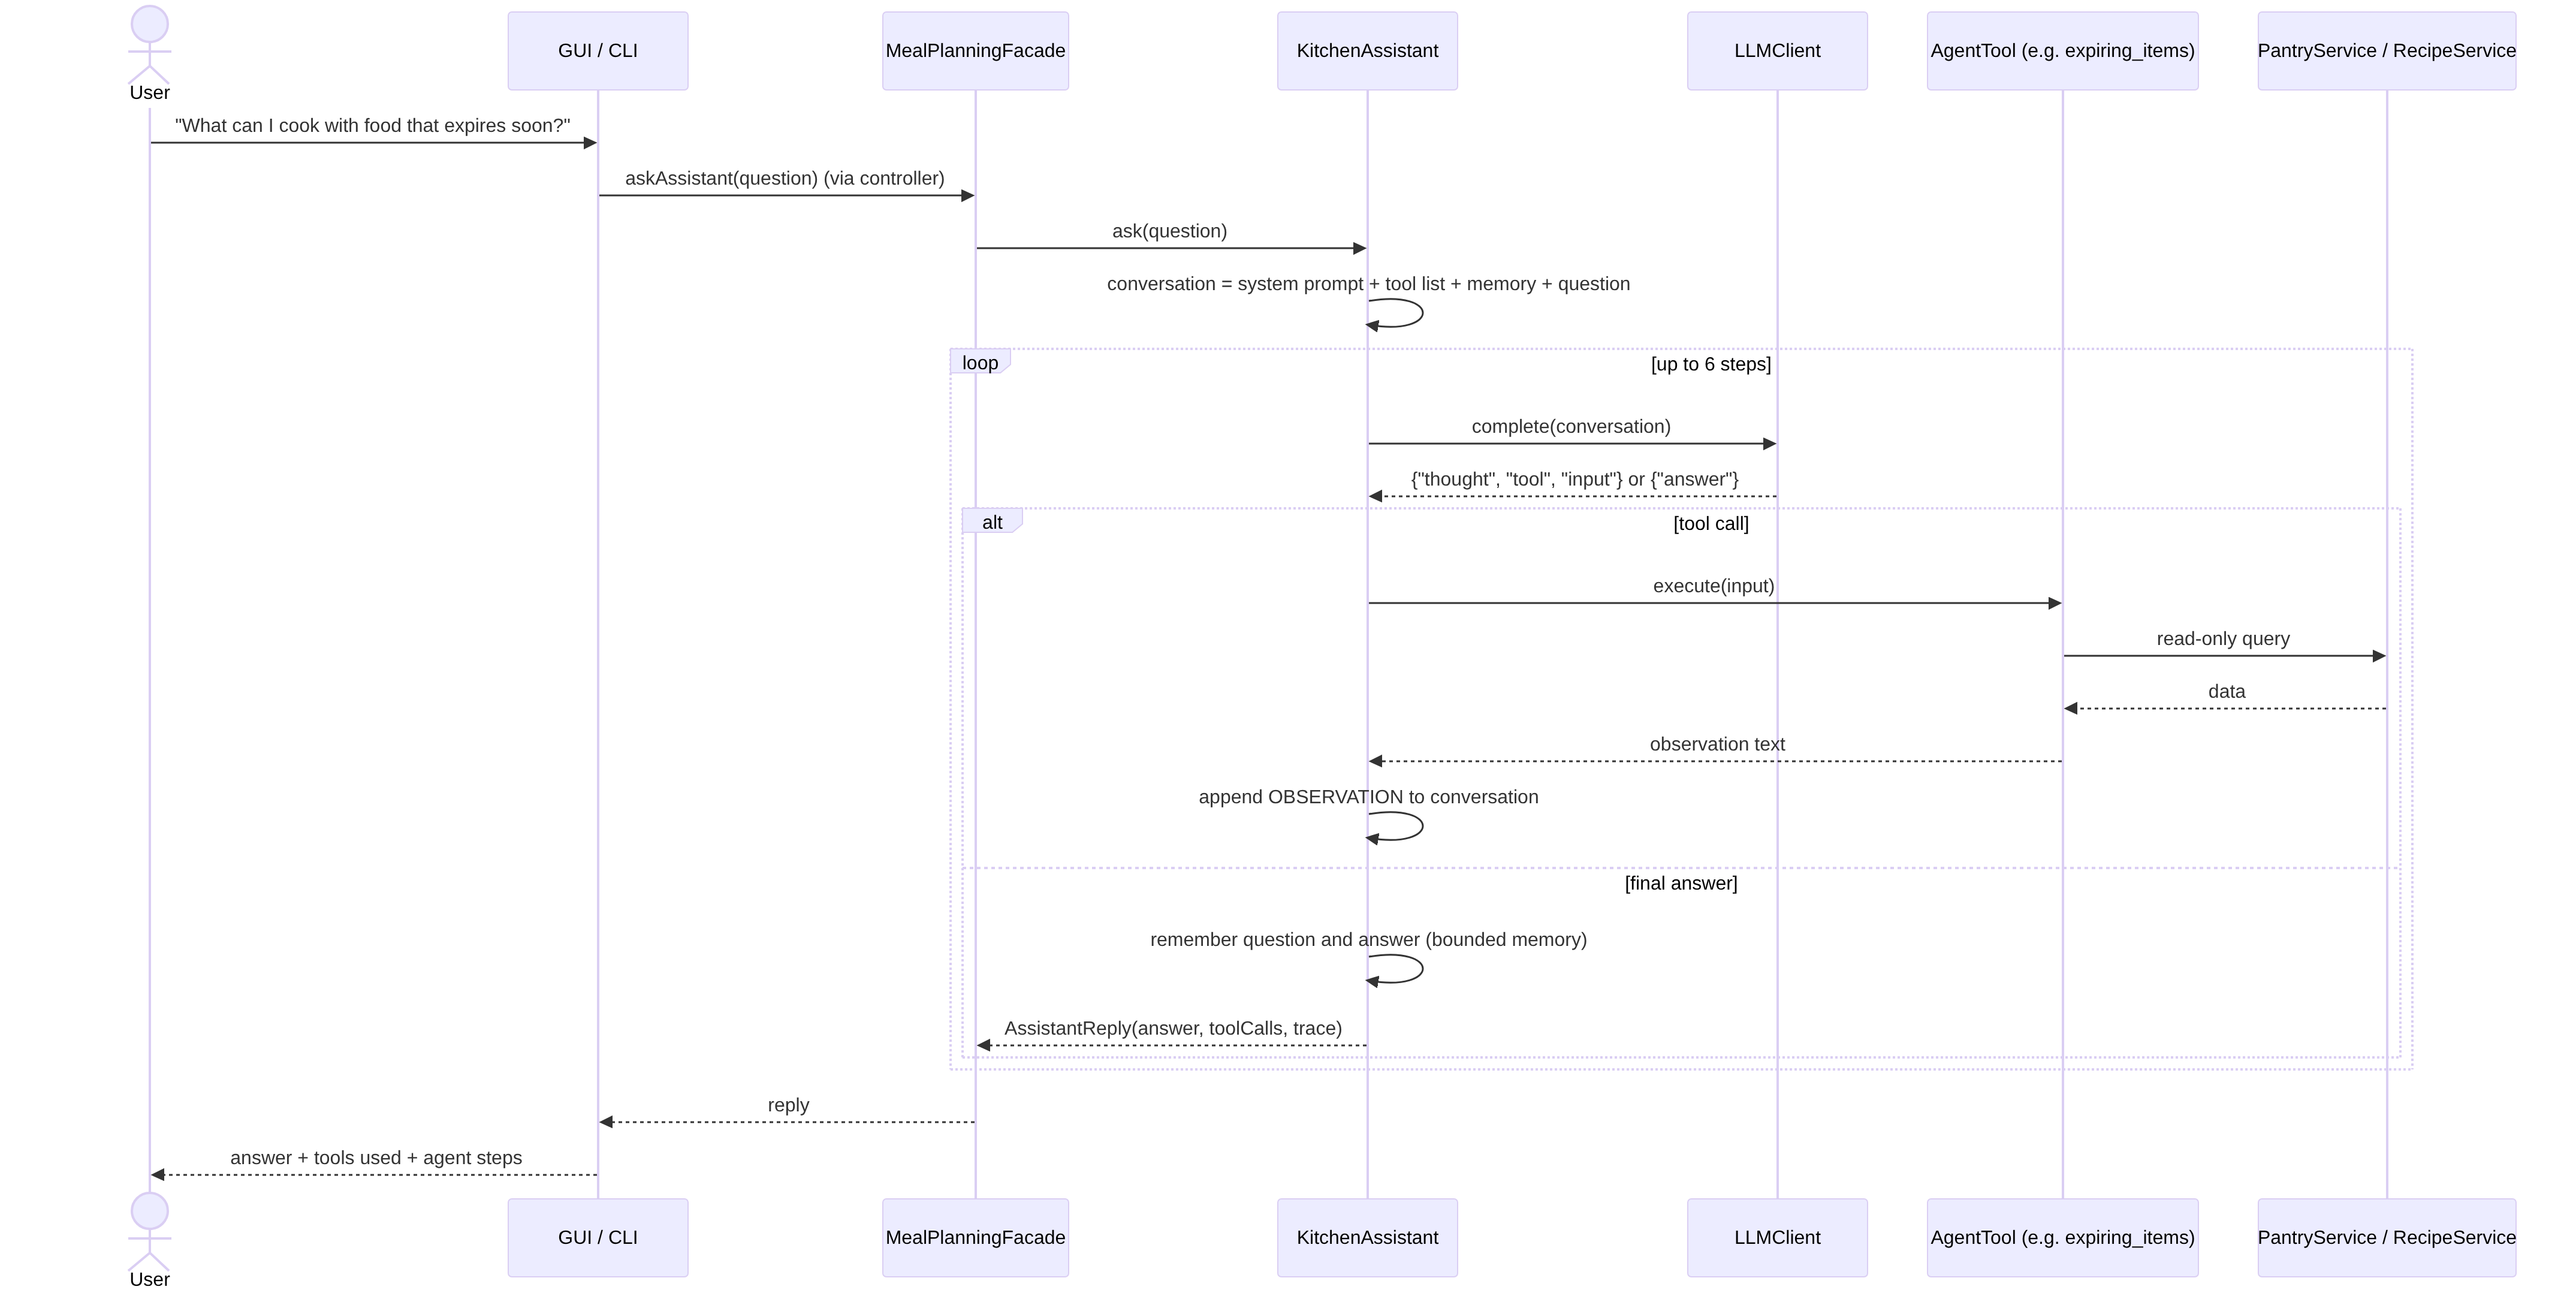 User
GUI / CLI
MealPlanningFacade
KitchenAssistant
LLMClient
AgentTool (e.g. expiring_items)
PantryService / RecipeService
"What can I cook with food that expires soon?"
askAssistant(question) (via controller)
ask(question)
conversation = system prompt + tool list + memory + question
loop
[up to 6 steps]
complete(conversation)
{"thought", "tool", "input"} or {"answer"}
alt
[tool call]
execute(input)
read-only query
data
observation text
append OBSERVATION to conversation
[final answer]
remember question and answer (bounded memory)
AssistantReply(answer, toolCalls, trace)
reply
answer + tools used + agent steps
User
GUI / CLI
MealPlanningFacade
KitchenAssistant
LLMClient
AgentTool (e.g. expiring_items)
PantryService / RecipeService